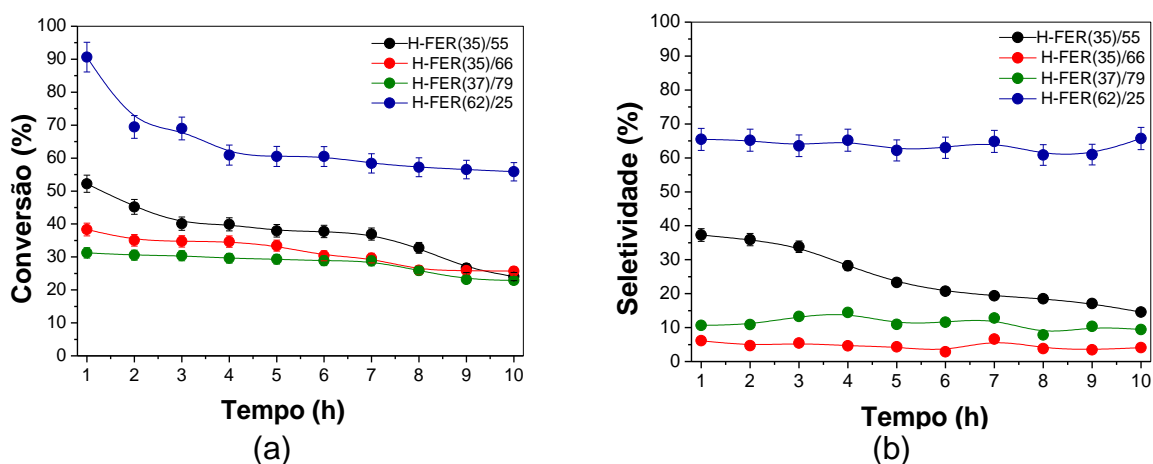 100
90
80
70
60
50
40
30
20
10
0
Conversão (%)
H-FER(35)/55
H-FER(35)/66
H-FER(37)/79
H-FER(62)/25
1 2 3 4 5 6 7 8 9 10
Tempo (h)
(a)
100
90
80
70
60
50
40
30
20
10
0
Seletividade (%)
H-FER(35)/55
H-FER(35)/66
H-FER(37)/79
H-FER(62)/25
1 2 3 4 5 6 7 8 9 10
Tempo (h)
(b)